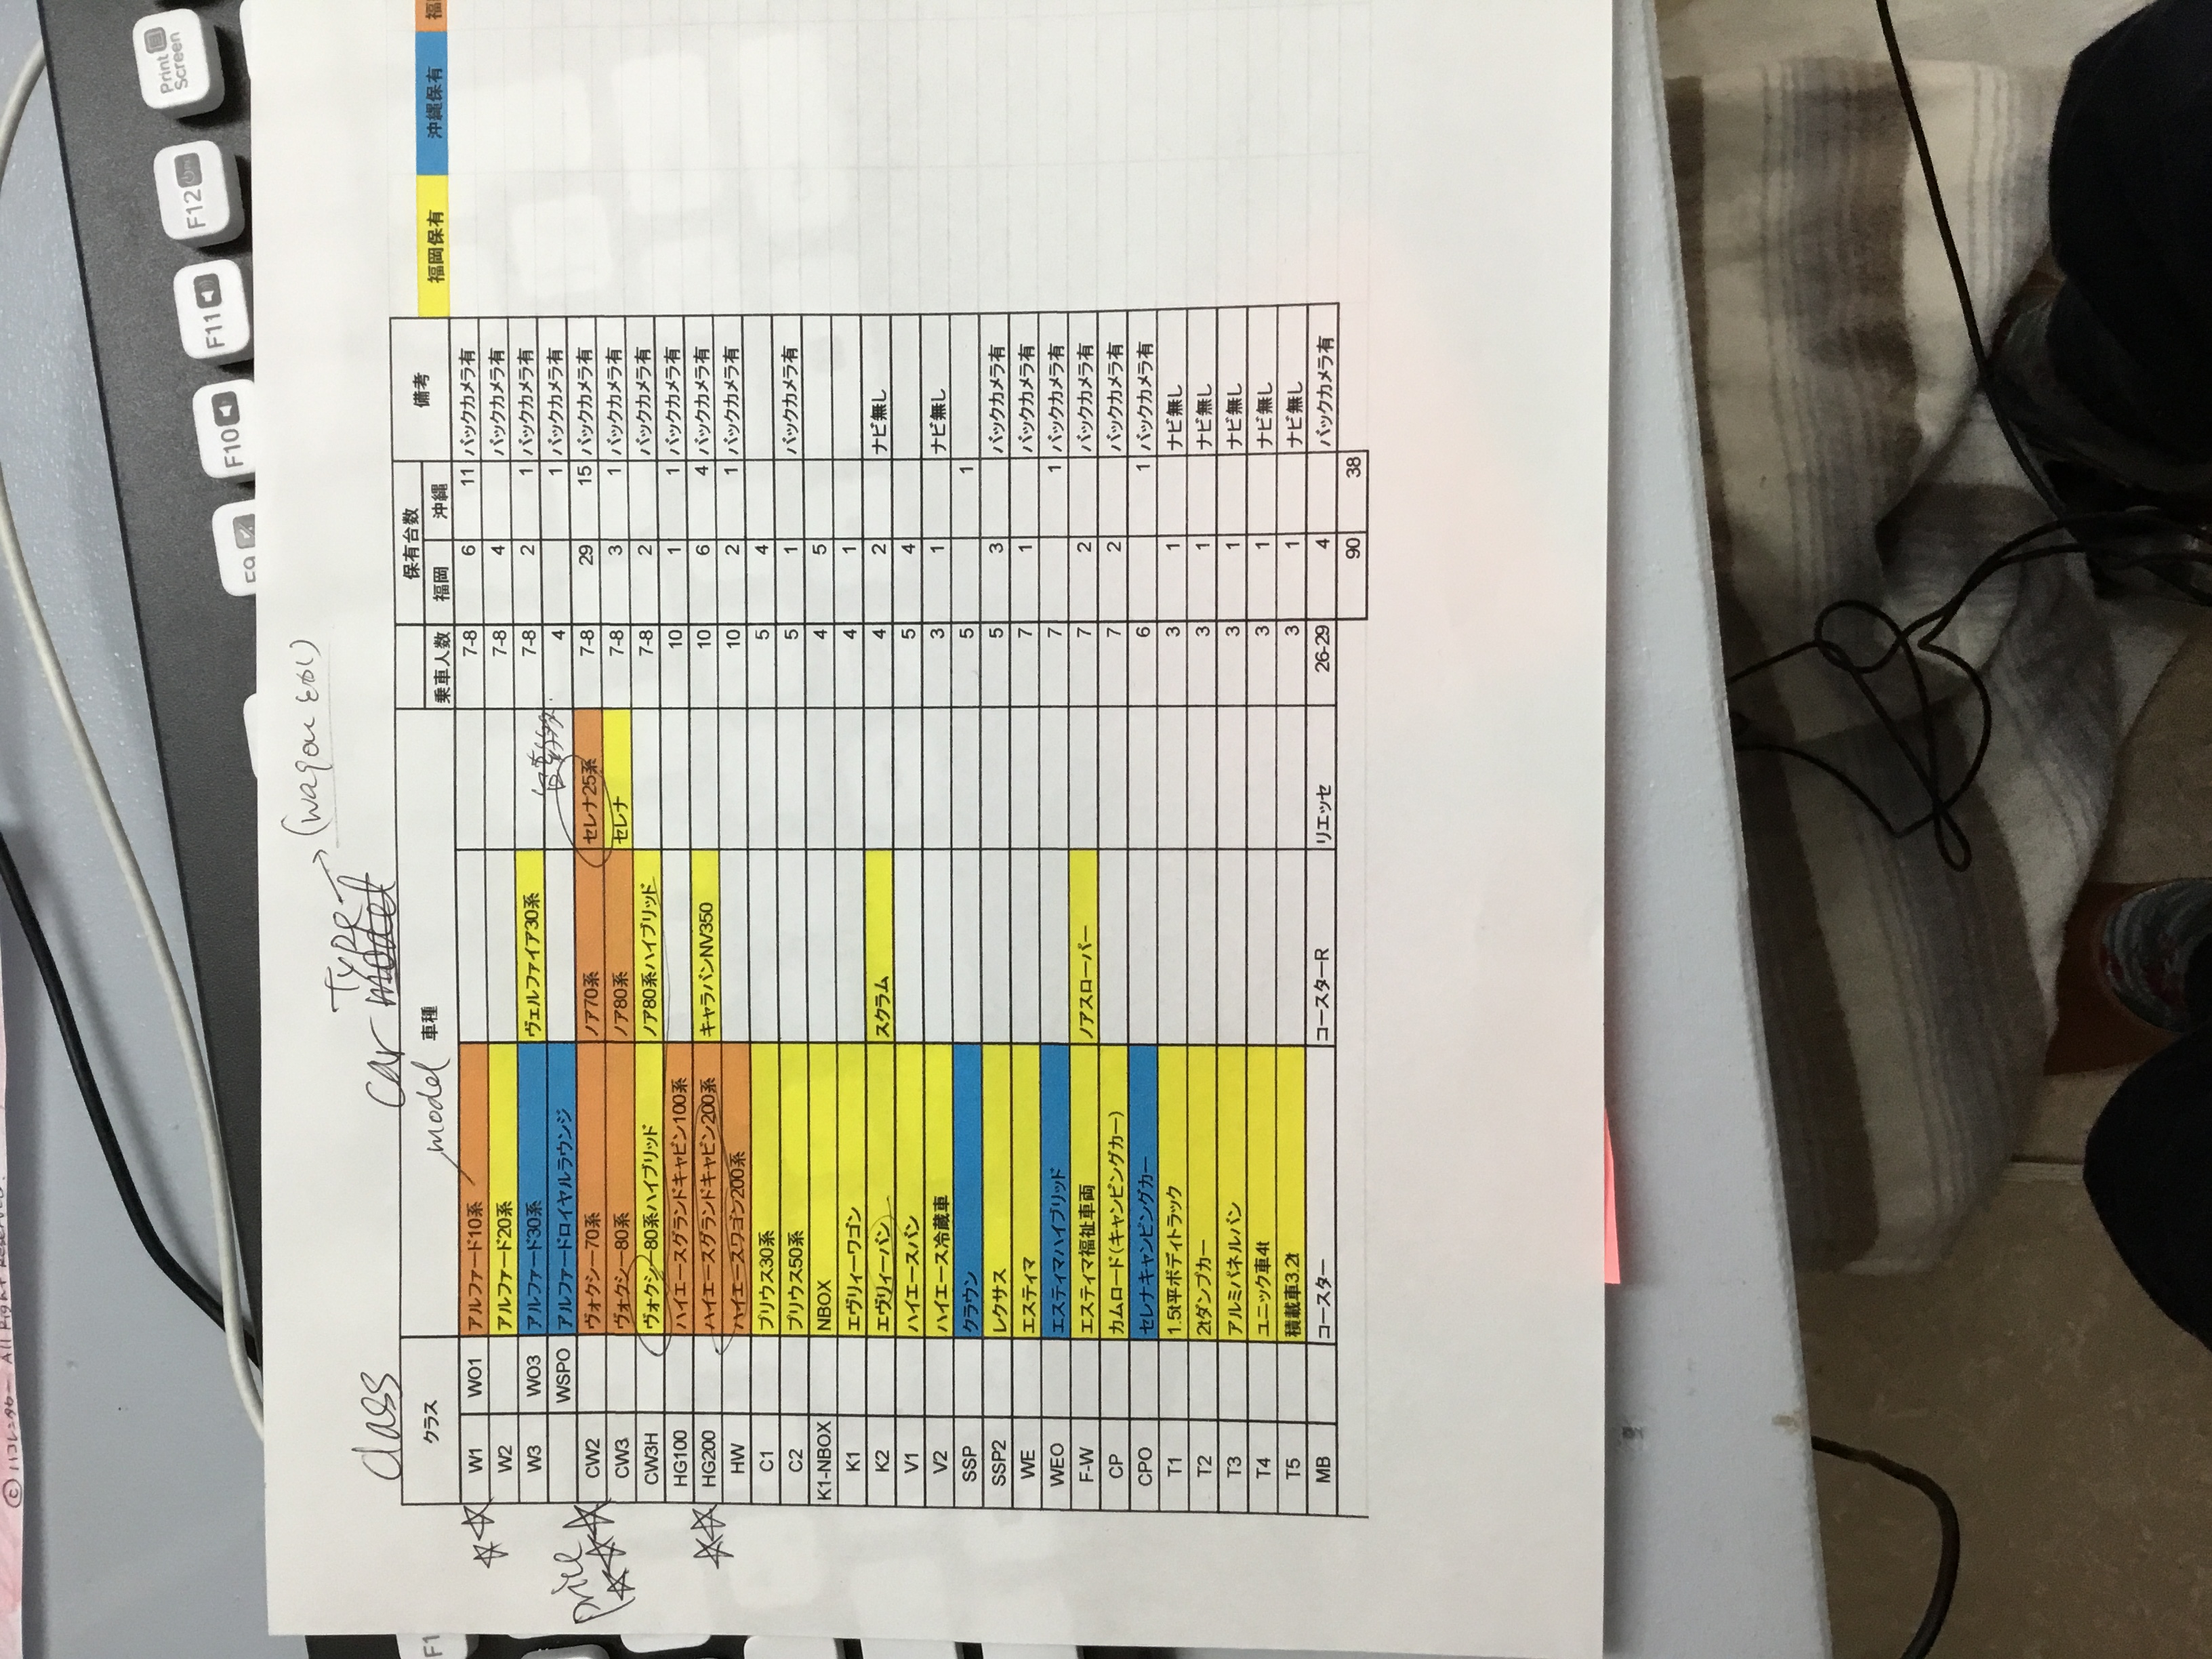 © ハコレンタカー All Right Reserved.
F9 F10 F11 F12 Print Screen
F1
(wagon
Type
class car model
model
クラス 車種 乗車人数 保有台数 備考
福岡 沖縄
福岡保有 沖縄保有 福
W1 WO1 アルファード10系 7-8 6 11 バックカメラ有
W2 アルファード20系 7-8 4 バックカメラ有
W3 WO3 アルファード30系 ヴェルファイア30系 7-8 2 1 バックカメラ有
WSPO アルファードロイヤルラウンジ 4 1 バックカメラ有
price
CW2 ヴォクシー70系 ノア70系 セレナ25系 7-8 29 15 バックカメラ有
CW3 ヴォクシー80系 ノア80系 セレナ 7-8 3 1 バックカメラ有
CW3H ヴォクシー80系ハイブリッド ノア80系ハイブリッド 7-8 2 バックカメラ有
HG100 ハイエースグランドキャビン100系 10 1 1 バックカメラ有
HG200 ハイエースグランドキャビン200系 キャラバンNV350 10 6 4 バックカメラ有
HW ハイエースワゴン200系 10 2 1 バックカメラ有
C1 プリウス30系 5 4
C2 プリウス50系 5 1 バックカメラ有
K1-NBOX NBOX 4 5
K1 エヴリィーワゴン 4 1
K2 エヴリィーバン スクラム 4 2 ナビ無し
V1 ハイエースバン 5 4
V2 ハイエース冷蔵車 3 1 ナビ無し
SSP クラウン 5 1
SSP2 レクサス 5 3 バックカメラ有
WE エスティマ 7 1 バックカメラ有
WEO エスティマハイブリッド 7 1 バックカメラ有
F-W エスティマ福祉車両 ノアスローパー 7 2 バックカメラ有
CP カムロード(キャンピングカー) 7 2 バックカメラ有
CPO セレナキャンピングカー 6 1 バックカメラ有
T1 1.5t平ボディトラック 3 1 ナビ無し
T2 2tダンプカー 3 1 ナビ無し
T3 アルミパネルバン 3 1 ナビ無し
T4 ユニック車4t 3 1 ナビ無し
T5 積載車3.2t 3 1 ナビ無し
MB コースター コースターR リエッセ 26-29 4 バックカメラ有
90 38